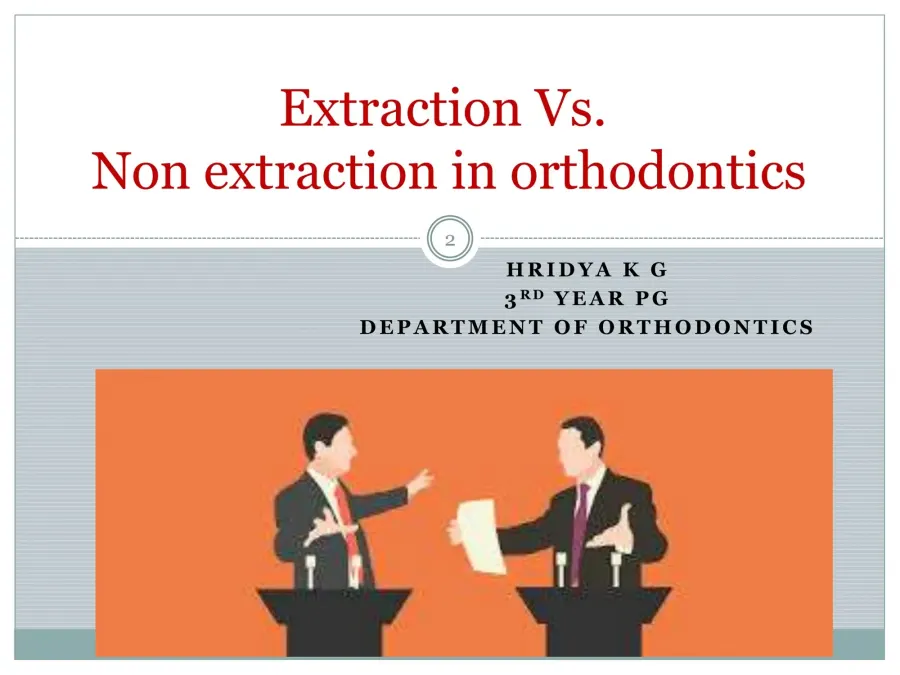 Extraction Vs.
Non extraction in orthodontics
2
HRIDYA K G
3RD YEAR PG
DEPARTMENT OF ORTHODONTICS